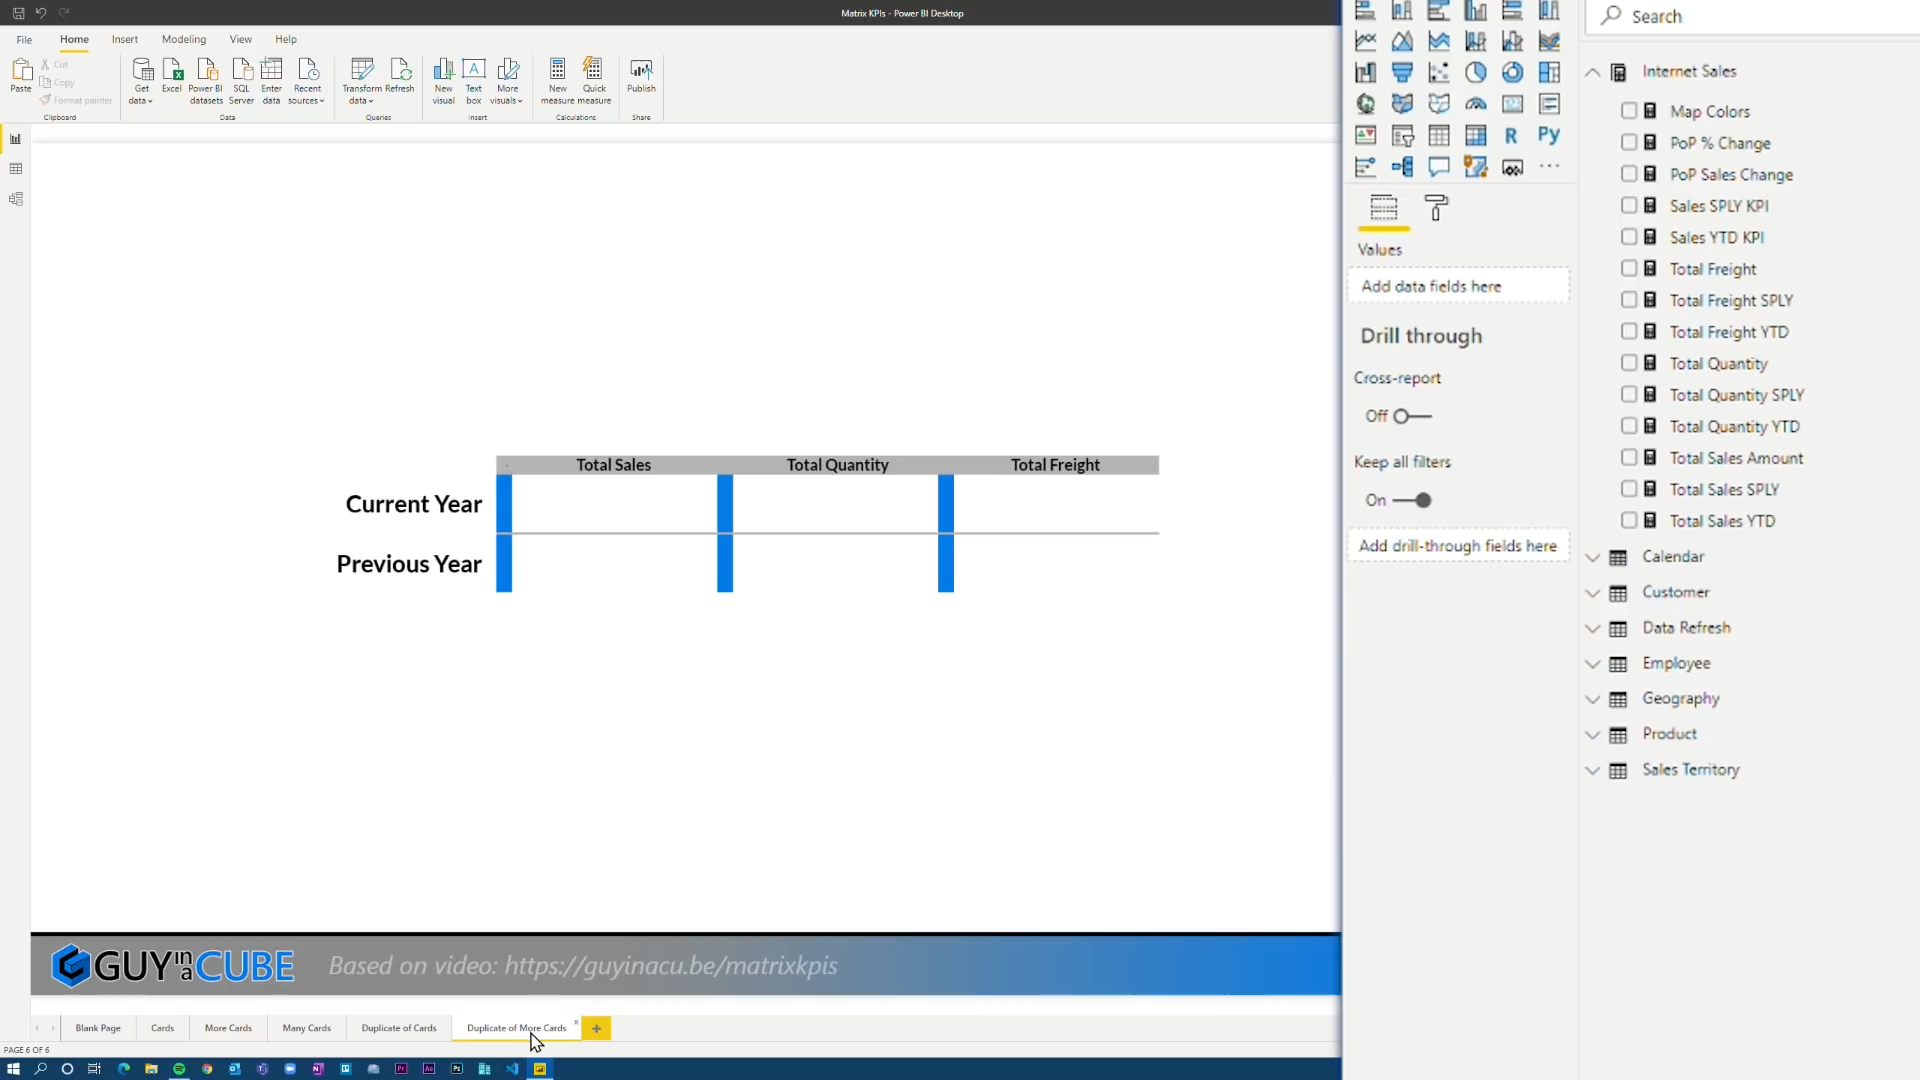 Matrix KPIs - Power BI Desktop
File Home Insert Modeling View Help
Paste
Cut
Copy
Format painter
Clipboard
Get data
Excel
Power BI datasets
SQL Server
Enter data
Recent sources
Data
Transform data
Refresh
Queries
New visual
Text box
More visuals
Insert
New measure
Quick measure
Calculations
Publish
Share
Total Sales Total Quantity Total Freight
Current Year
Previous Year
GUY in a CUBE
Based on video: https://guyinacu.be/matrixkpis
Blank Page Cards More Cards Many Cards Duplicate of Cards Duplicate of More Cards
PAGE 6 OF 6
R Py
Values
Add data fields here
Drill through
Cross-report
Off
Keep all filters
On
Add drill-through fields here
Search
Internet Sales
Map Colors
PoP % Change
PoP Sales Change
Sales SPLY KPI
Sales YTD KPI
Total Freight
Total Freight SPLY
Total Freight YTD
Total Quantity
Total Quantity SPLY
Total Quantity YTD
Total Sales Amount
Total Sales SPLY
Total Sales YTD
Calendar
Customer
Data Refresh
Employee
Geography
Product
Sales Territory